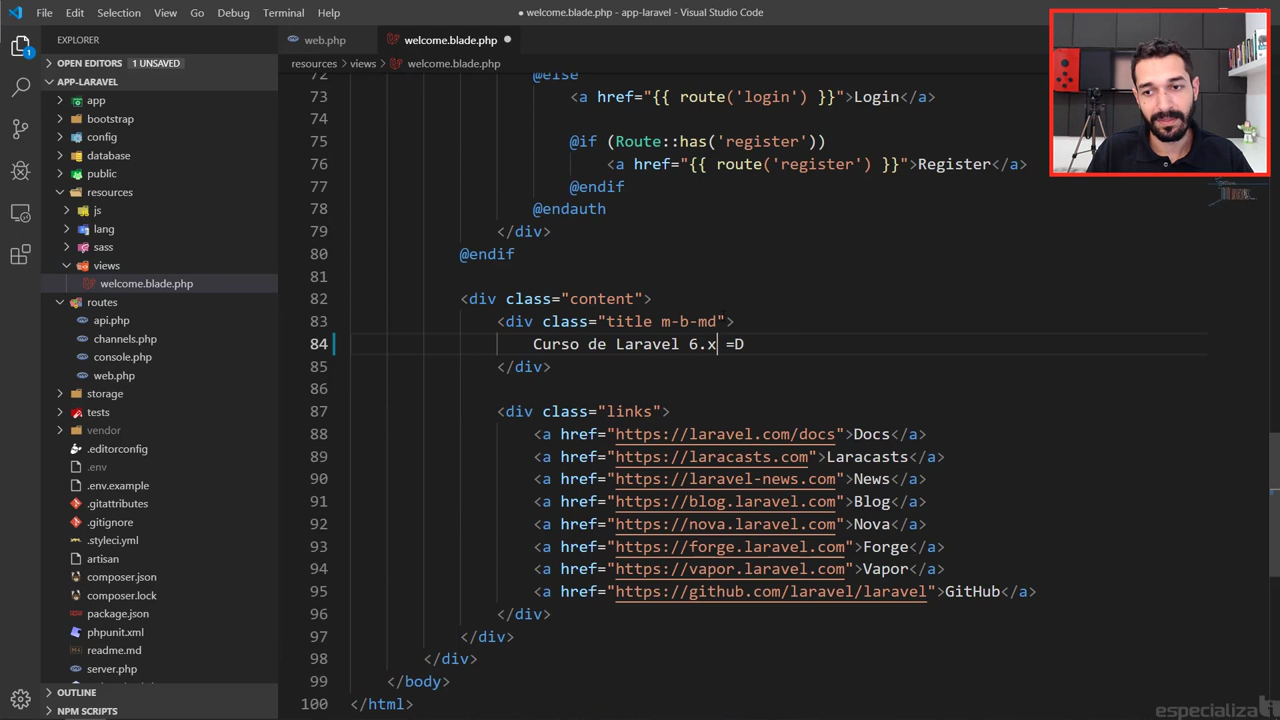 File Edit Selection View Go Debug Terminal Help
● welcome.blade.php - app-laravel - Visual Studio Code
EXPLORER
OPEN EDITORS 1 UNSAVED
APP-LARAVEL
app
bootstrap
config
database
public
resources
js
lang
sass
views
welcome.blade.php
routes
api.php
channels.php
console.php
web.php
storage
tests
vendor
.editorconfig
.env
.env.example
.gitattributes
.gitignore
.styleci.yml
artisan
composer.json
composer.lock
package.json
phpunit.xml
readme.md
server.php
OUTLINE
NPM SCRIPTS
1
web.php
welcome.blade.php ●
resources > views > welcome.blade.php
72 @else
73 <a href="{{ route('login') }}">Login</a>
74
75 @if (Route::has('register'))
76 <a href="{{ route('register') }}">Register</a>
77 @endif
78 @endauth
79 </div>
80 @endif
81
82 <div class="content">
83 <div class="title m-b-md">
84 Curso de Laravel 6.x =D
85 </div>
86
87 <div class="links">
88 <a href="https://laravel.com/docs">Docs</a>
89 <a href="https://laracasts.com">Laracasts</a>
90 <a href="https://laravel-news.com">News</a>
91 <a href="https://blog.laravel.com">Blog</a>
92 <a href="https://nova.laravel.com">Nova</a>
93 <a href="https://forge.laravel.com">Forge</a>
94 <a href="https://vapor.laravel.com">Vapor</a>
95 <a href="https://github.com/laravel/laravel">GitHub</a>
96 </div>
97 </div>
98 </div>
99 </body>
100 </html>
especializati